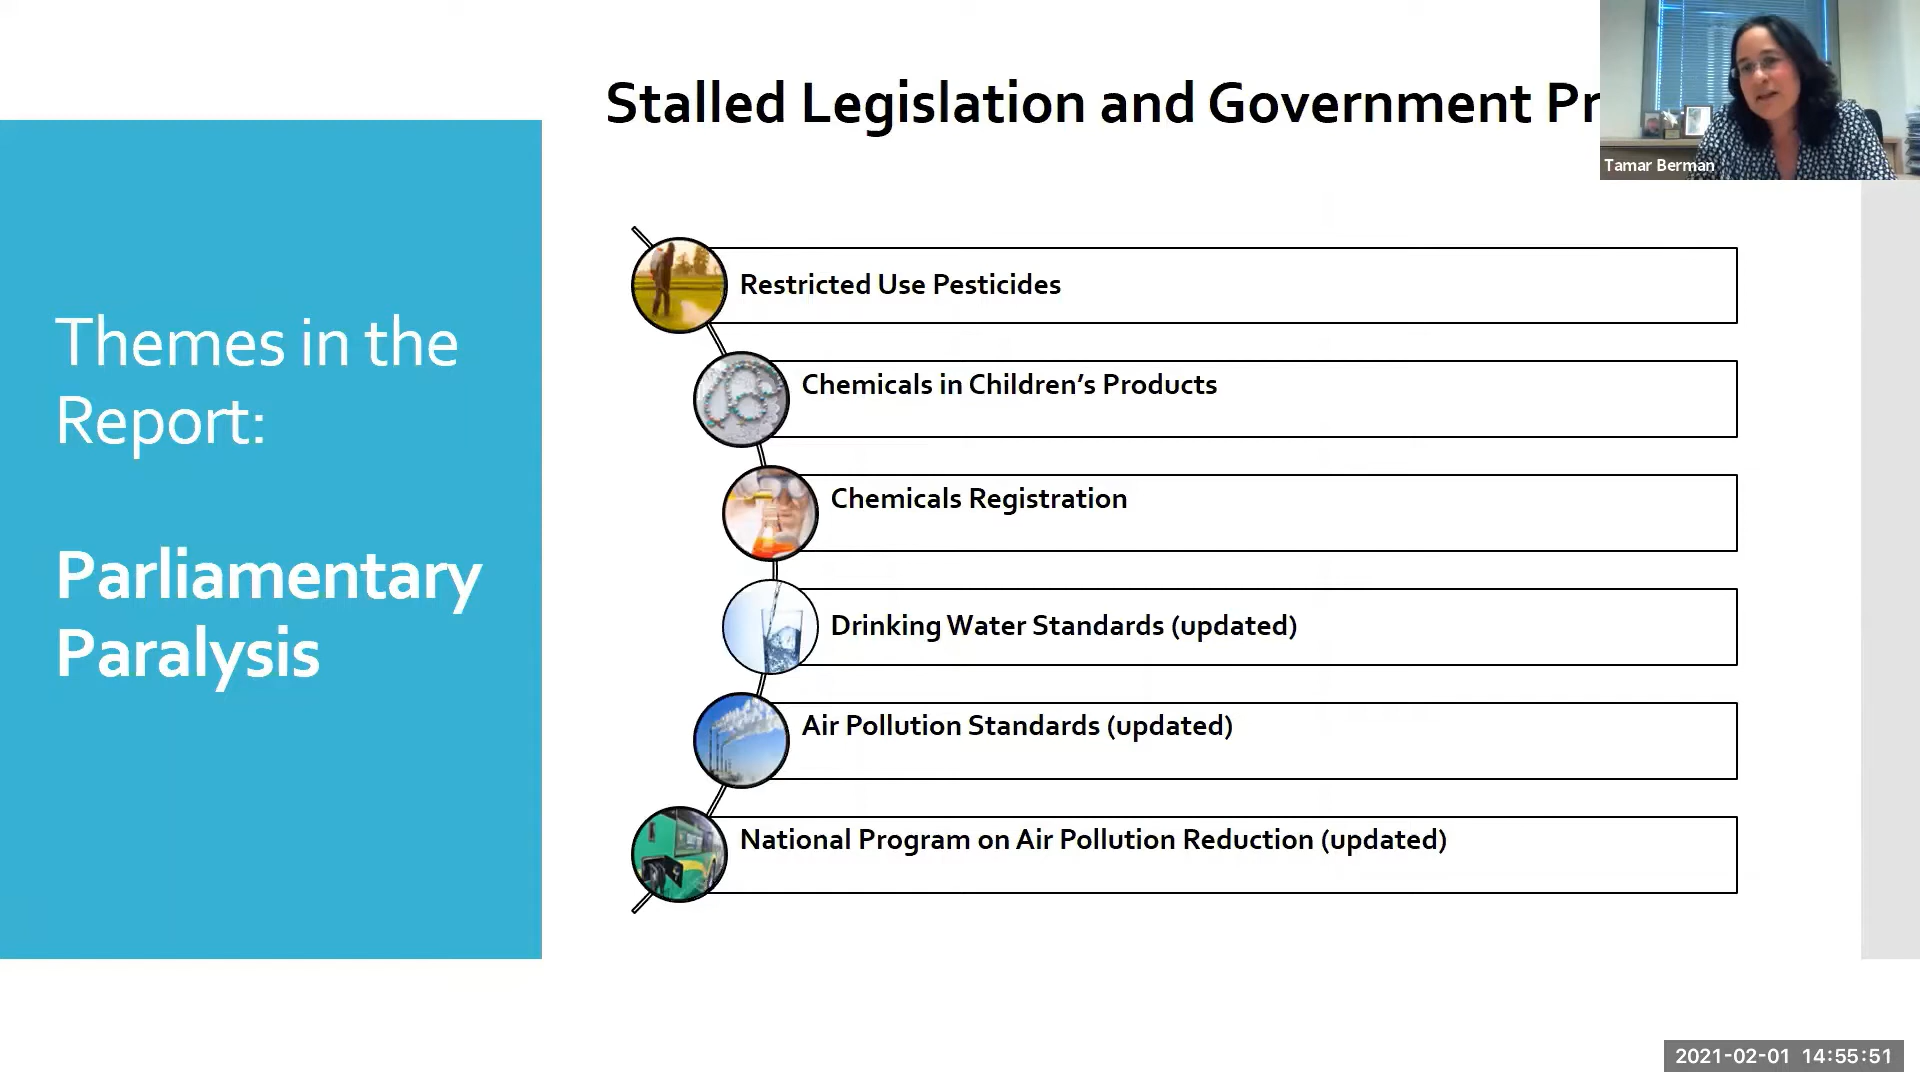 Stalled Legislation and Government
Tamar Berman
Themes in the
Report:
Parliamentary
Paralysis
Restricted Use Pesticides
Chemicals in Children's Products
Chemicals Registration
Drinking Water Standards (updated)
Air Pollution Standards (updated)
National Program on Air Pollution Reduction (updated)
2021-02-01 14:55:51